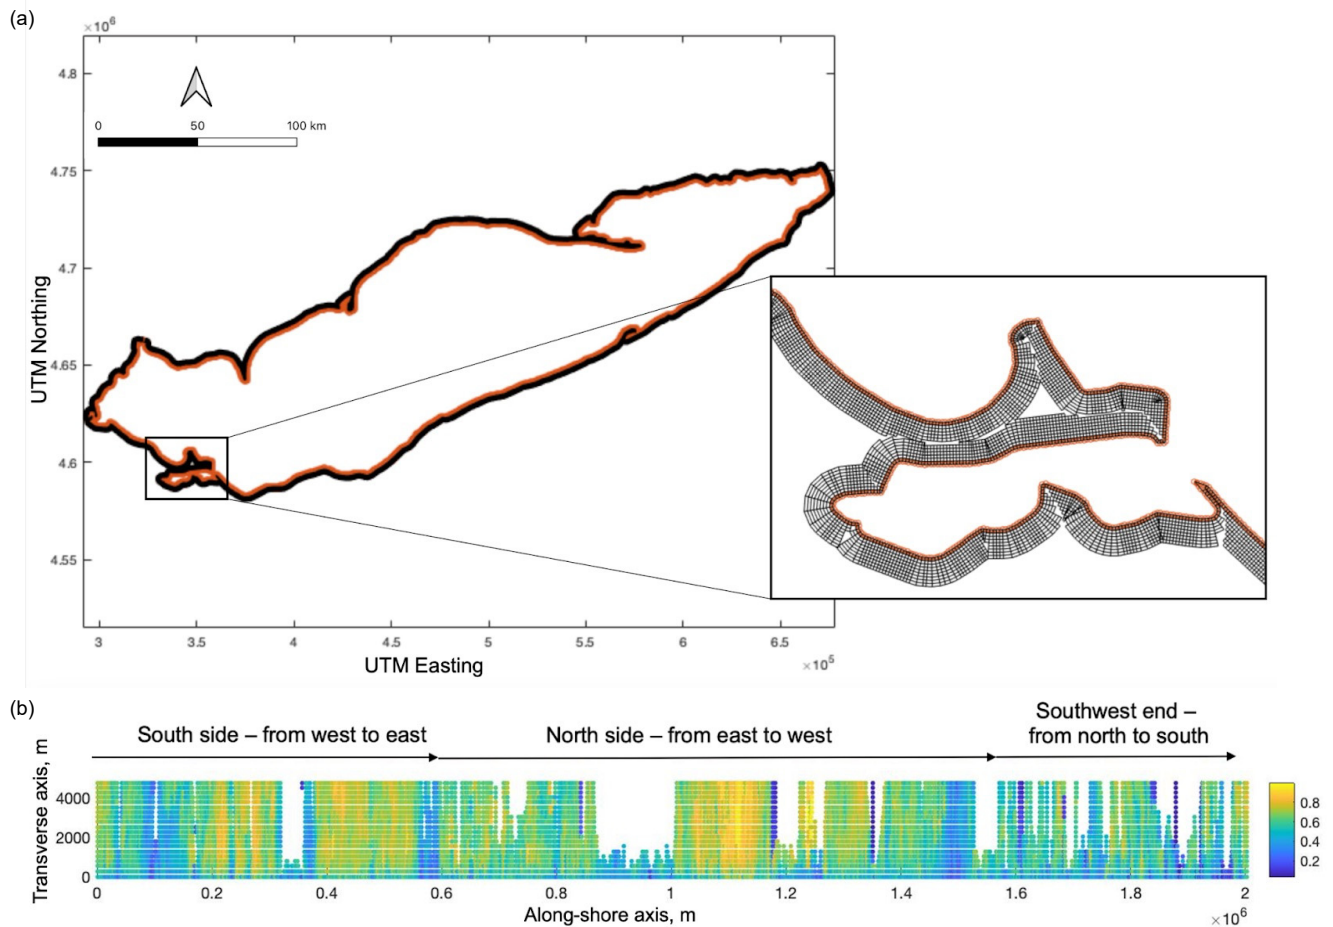 (a)
×10⁶
4.8
0 50 100 km
4.75
4.7
4.65
4.6
4.55
UTM Northing
3 3.5 4 4.5 5 5.5 6 6.5
×10⁵
UTM Easting
(b)
South side – from west to east
North side – from east to west
Southwest end –
from north to south
Transverse axis, m
4000
2000
0
0 0.2 0.4 0.6 0.8 1 1.2 1.4 1.6 1.8 2
Along-shore axis, m
×10⁶
0.8
0.6
0.4
0.2